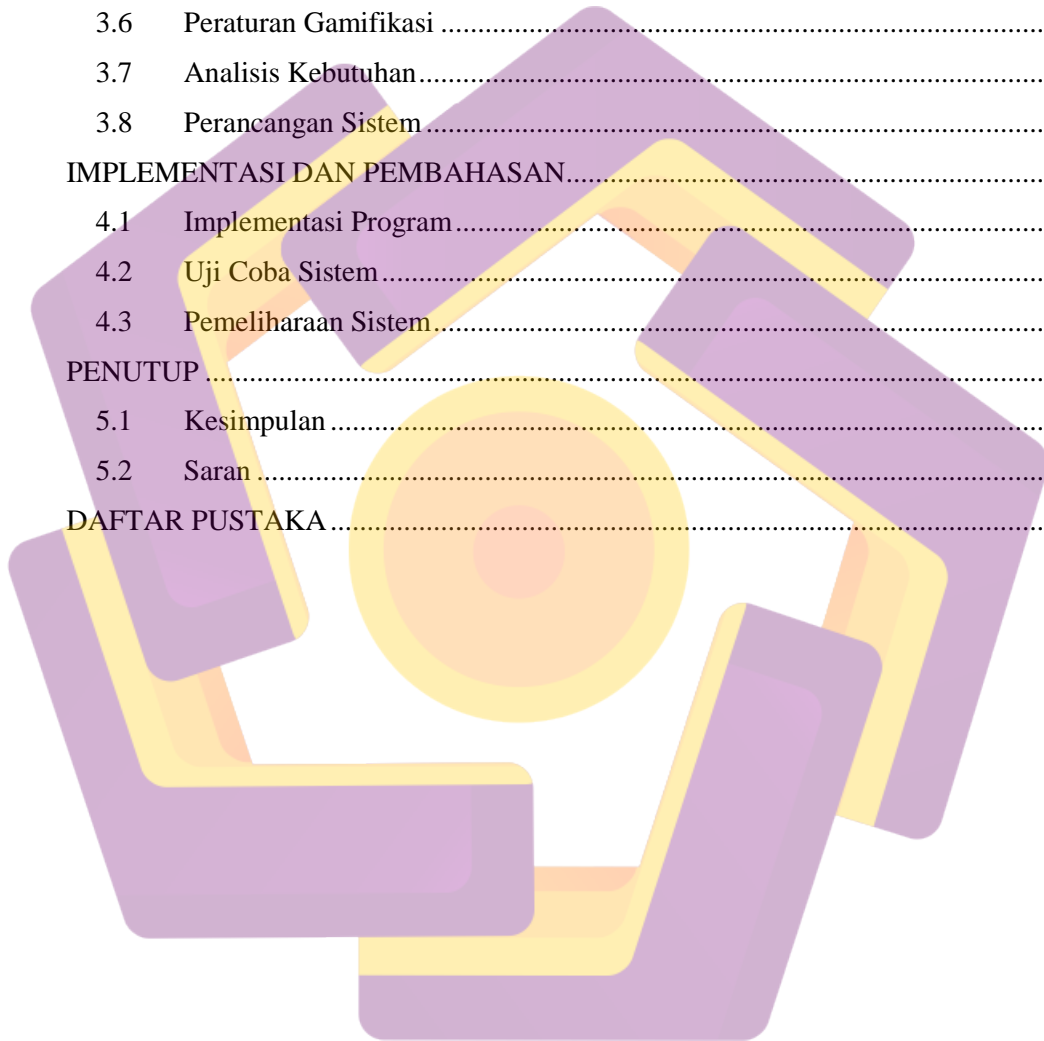 3.6 Peraturan Gamifikasi ........................................................................................
3.7 Analisis Kebutuhan ...........................................................................................
3.8 Perancangan Sistem ..........................................................................................
IMPLEMENTASI DAN PEMBAHASAN ....................................................................
4.1 Implementasi Program ......................................................................................
4.2 Uji Coba Sistem ................................................................................................
4.3 Pemeliharaan Sistem .........................................................................................
PENUTUP ................................................................................................................
5.1 Kesimpulan .......................................................................................................
5.2 Saran .................................................................................................................
DAFTAR PUSTAKA ................................................................................................